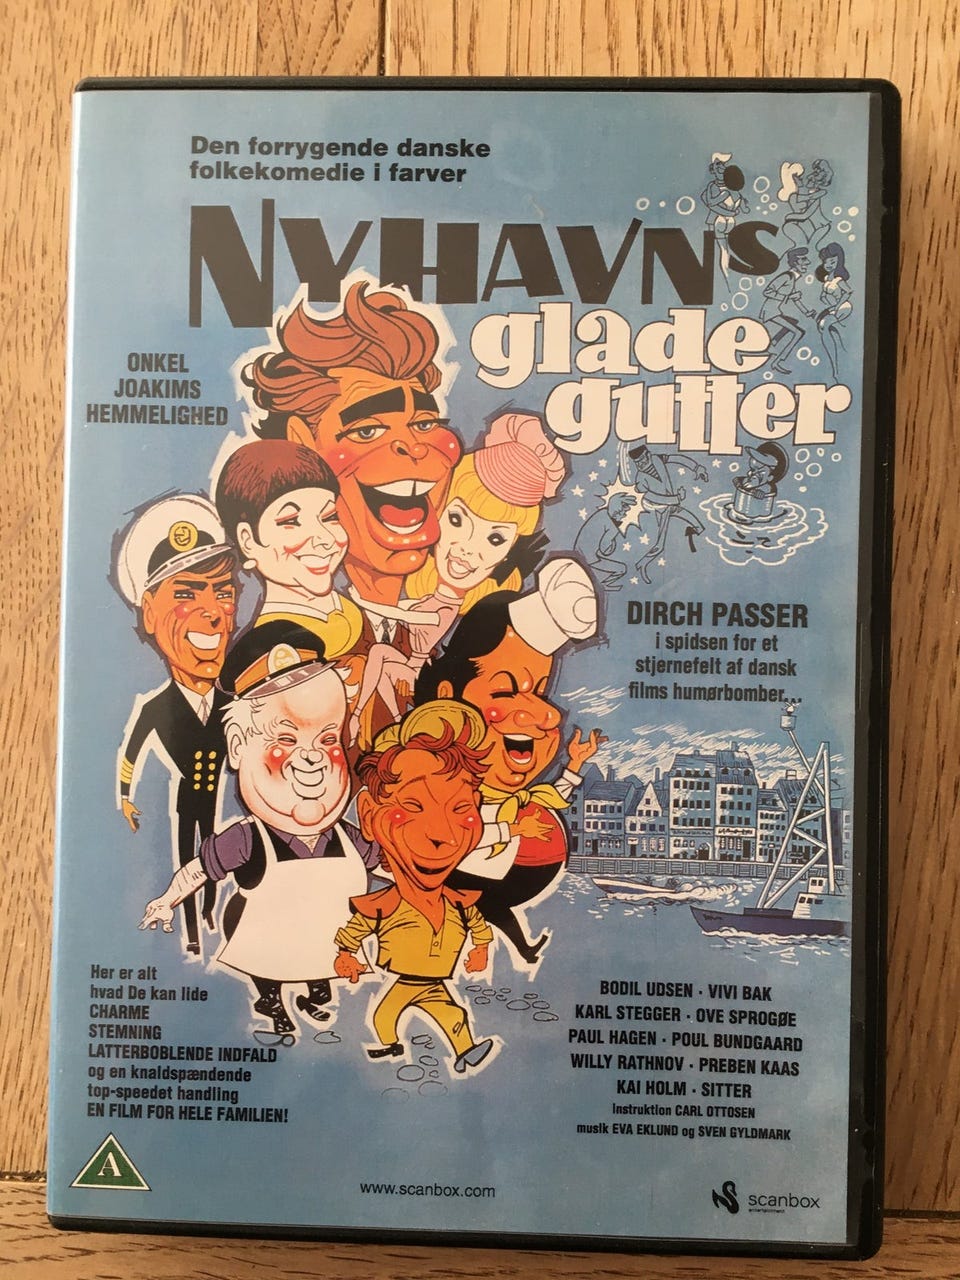 Den forrygende danske
folkekomedie i farver
NYHAVNS
glade
gutter
ONKEL
JOAKIMS
HEMMELIGHED
DIRCH PASSER
i spidsen for et
stjernefelt af dansk
films humørbomber...
Her er alt
hvad De kan lide
CHARME
STEMNING
LATTERBOBLENDE INDFALD
og en knaldspændende
top-speedet handling
EN FILM FOR HELE FAMILIEN!
BODIL UDSEN · VIVI BAK
KARL STEGGER · OVE SPROGØE
PAUL HAGEN · POUL BUNDGAARD
WILLY RATHNOV · PREBEN KAAS
KAI HOLM · SITTER
Instruktion CARL OTTOSEN
musik EVA EKLUND og SVEN GYLDMARK
A
www.scanbox.com
scanbox
entertainment